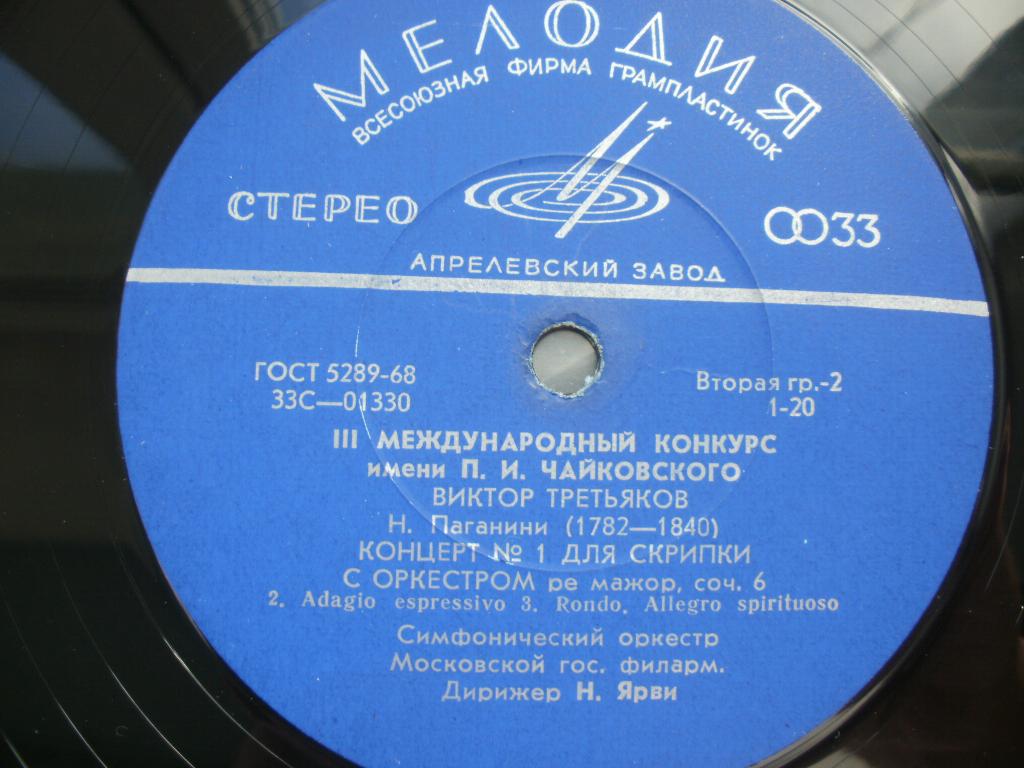 МЕЛОДИЯ
ВСЕСОЮЗНАЯ ФИРМА ГРАМПЛАСТИНОК
СТЕРЕО
33
АПРЕЛЕВСКИЙ ЗАВОД
ГОСТ 5289-68
33С—01330
Вторая гр.-2
1-20
III МЕЖДУНАРОДНЫЙ КОНКУРС
имени П. И. ЧАЙКОВСКОГО
ВИКТОР ТРЕТЬЯКОВ
Н. Паганини (1782—1840)
КОНЦЕРТ № 1 ДЛЯ СКРИПКИ
С ОРКЕСТРОМ ре мажор, соч. 6
2. Adagio espressivo 3. Rondo. Allegro spirituoso
Симфонический оркестр
Московской гос. филарм.
Дирижер Н. Ярви